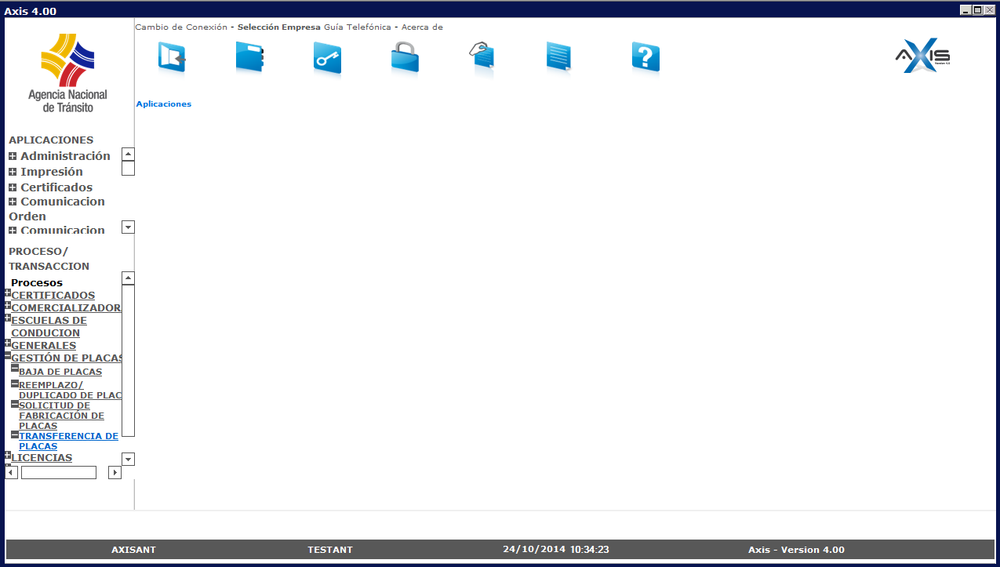 Axis 4.00
Cambio de Conexión - Selección Empresa Guía Telefónica - Acerca de
AXIS
Version 4.0
Agencia Nacional
de Tránsito
Aplicaciones
APLICACIONES
Administración
Impresión
Certificados
Comunicacion
Orden
Comunicacion
PROCESO/
TRANSACCION
Procesos
CERTIFICADOS
COMERCIALIZADOR
ESCUELAS DE
CONDUCION
GENERALES
GESTIÓN DE PLACAS
BAJA DE PLACAS
REEMPLAZO/
DUPLICADO DE PLAC
SOLICITUD DE
FABRICACIÓN DE
PLACAS
TRANSFERENCIA DE
PLACAS
LICENCIAS
AXISANT TESTANT 24/10/2014 10:34:23 Axis - Version 4.00